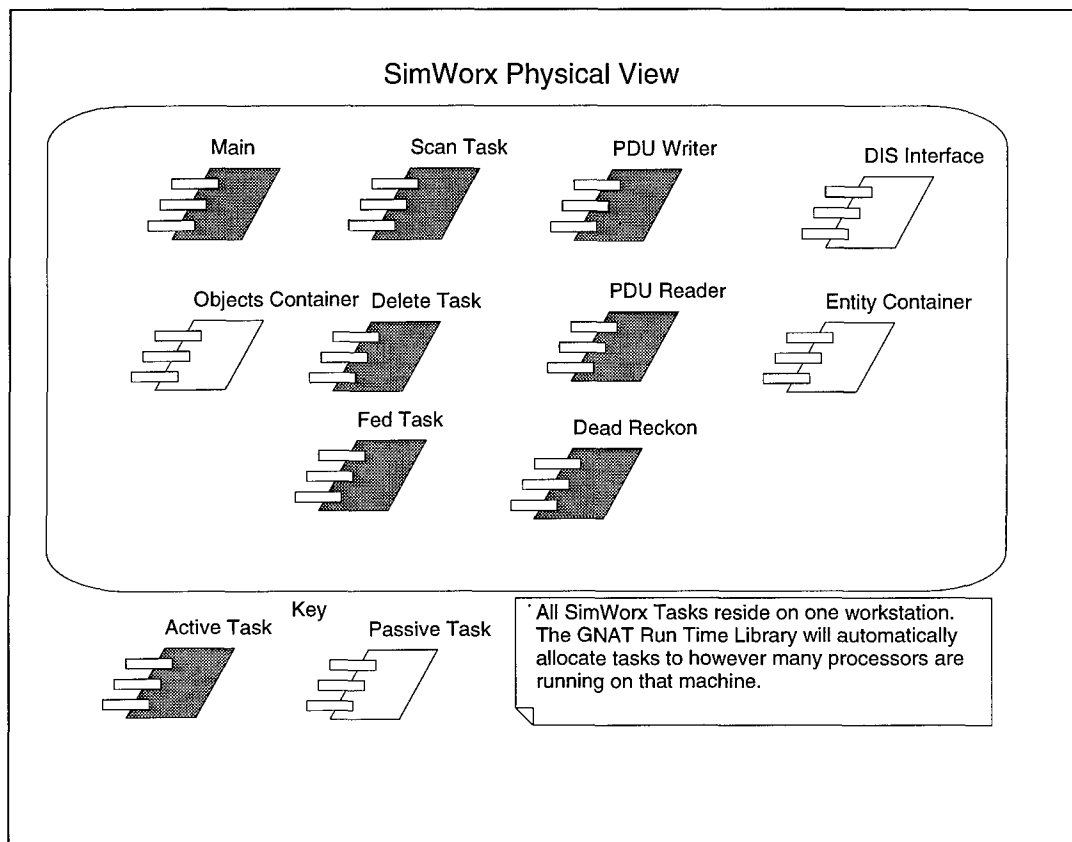 SimWorx Physical View
Main
Scan Task
PDU Writer
DIS Interface
Objects Container
Delete Task
PDU Reader
Entity Container
Fed Task
Dead Reckon
Key
Active Task
Passive Task
All SimWorx Tasks reside on one workstation.
The GNAT Run Time Library will automatically
allocate tasks to however many processors are
running on that machine.